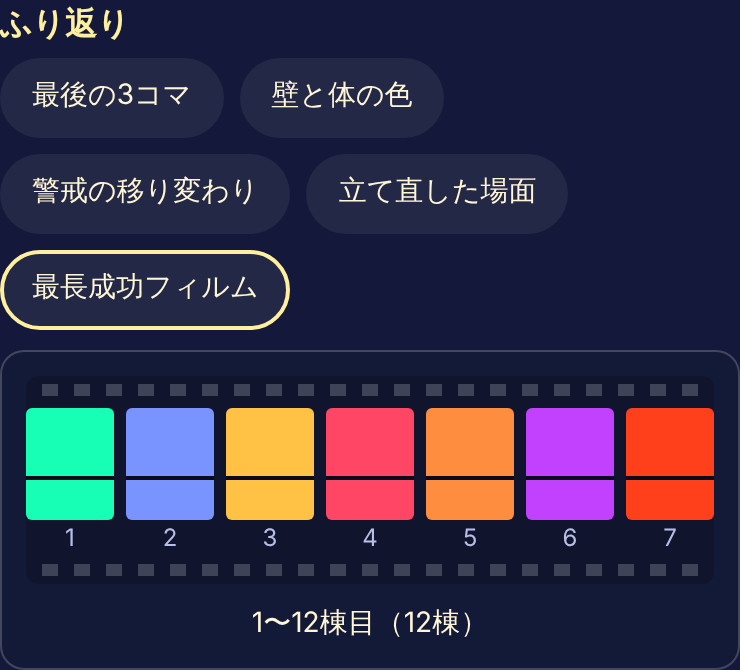 ふり返り
最後の3コマ 壁と体の色
警戒の移り変わり 立て直した場面
最長成功フィルム
1 2 3 4 5 6 7
1〜12棟目（12棟）